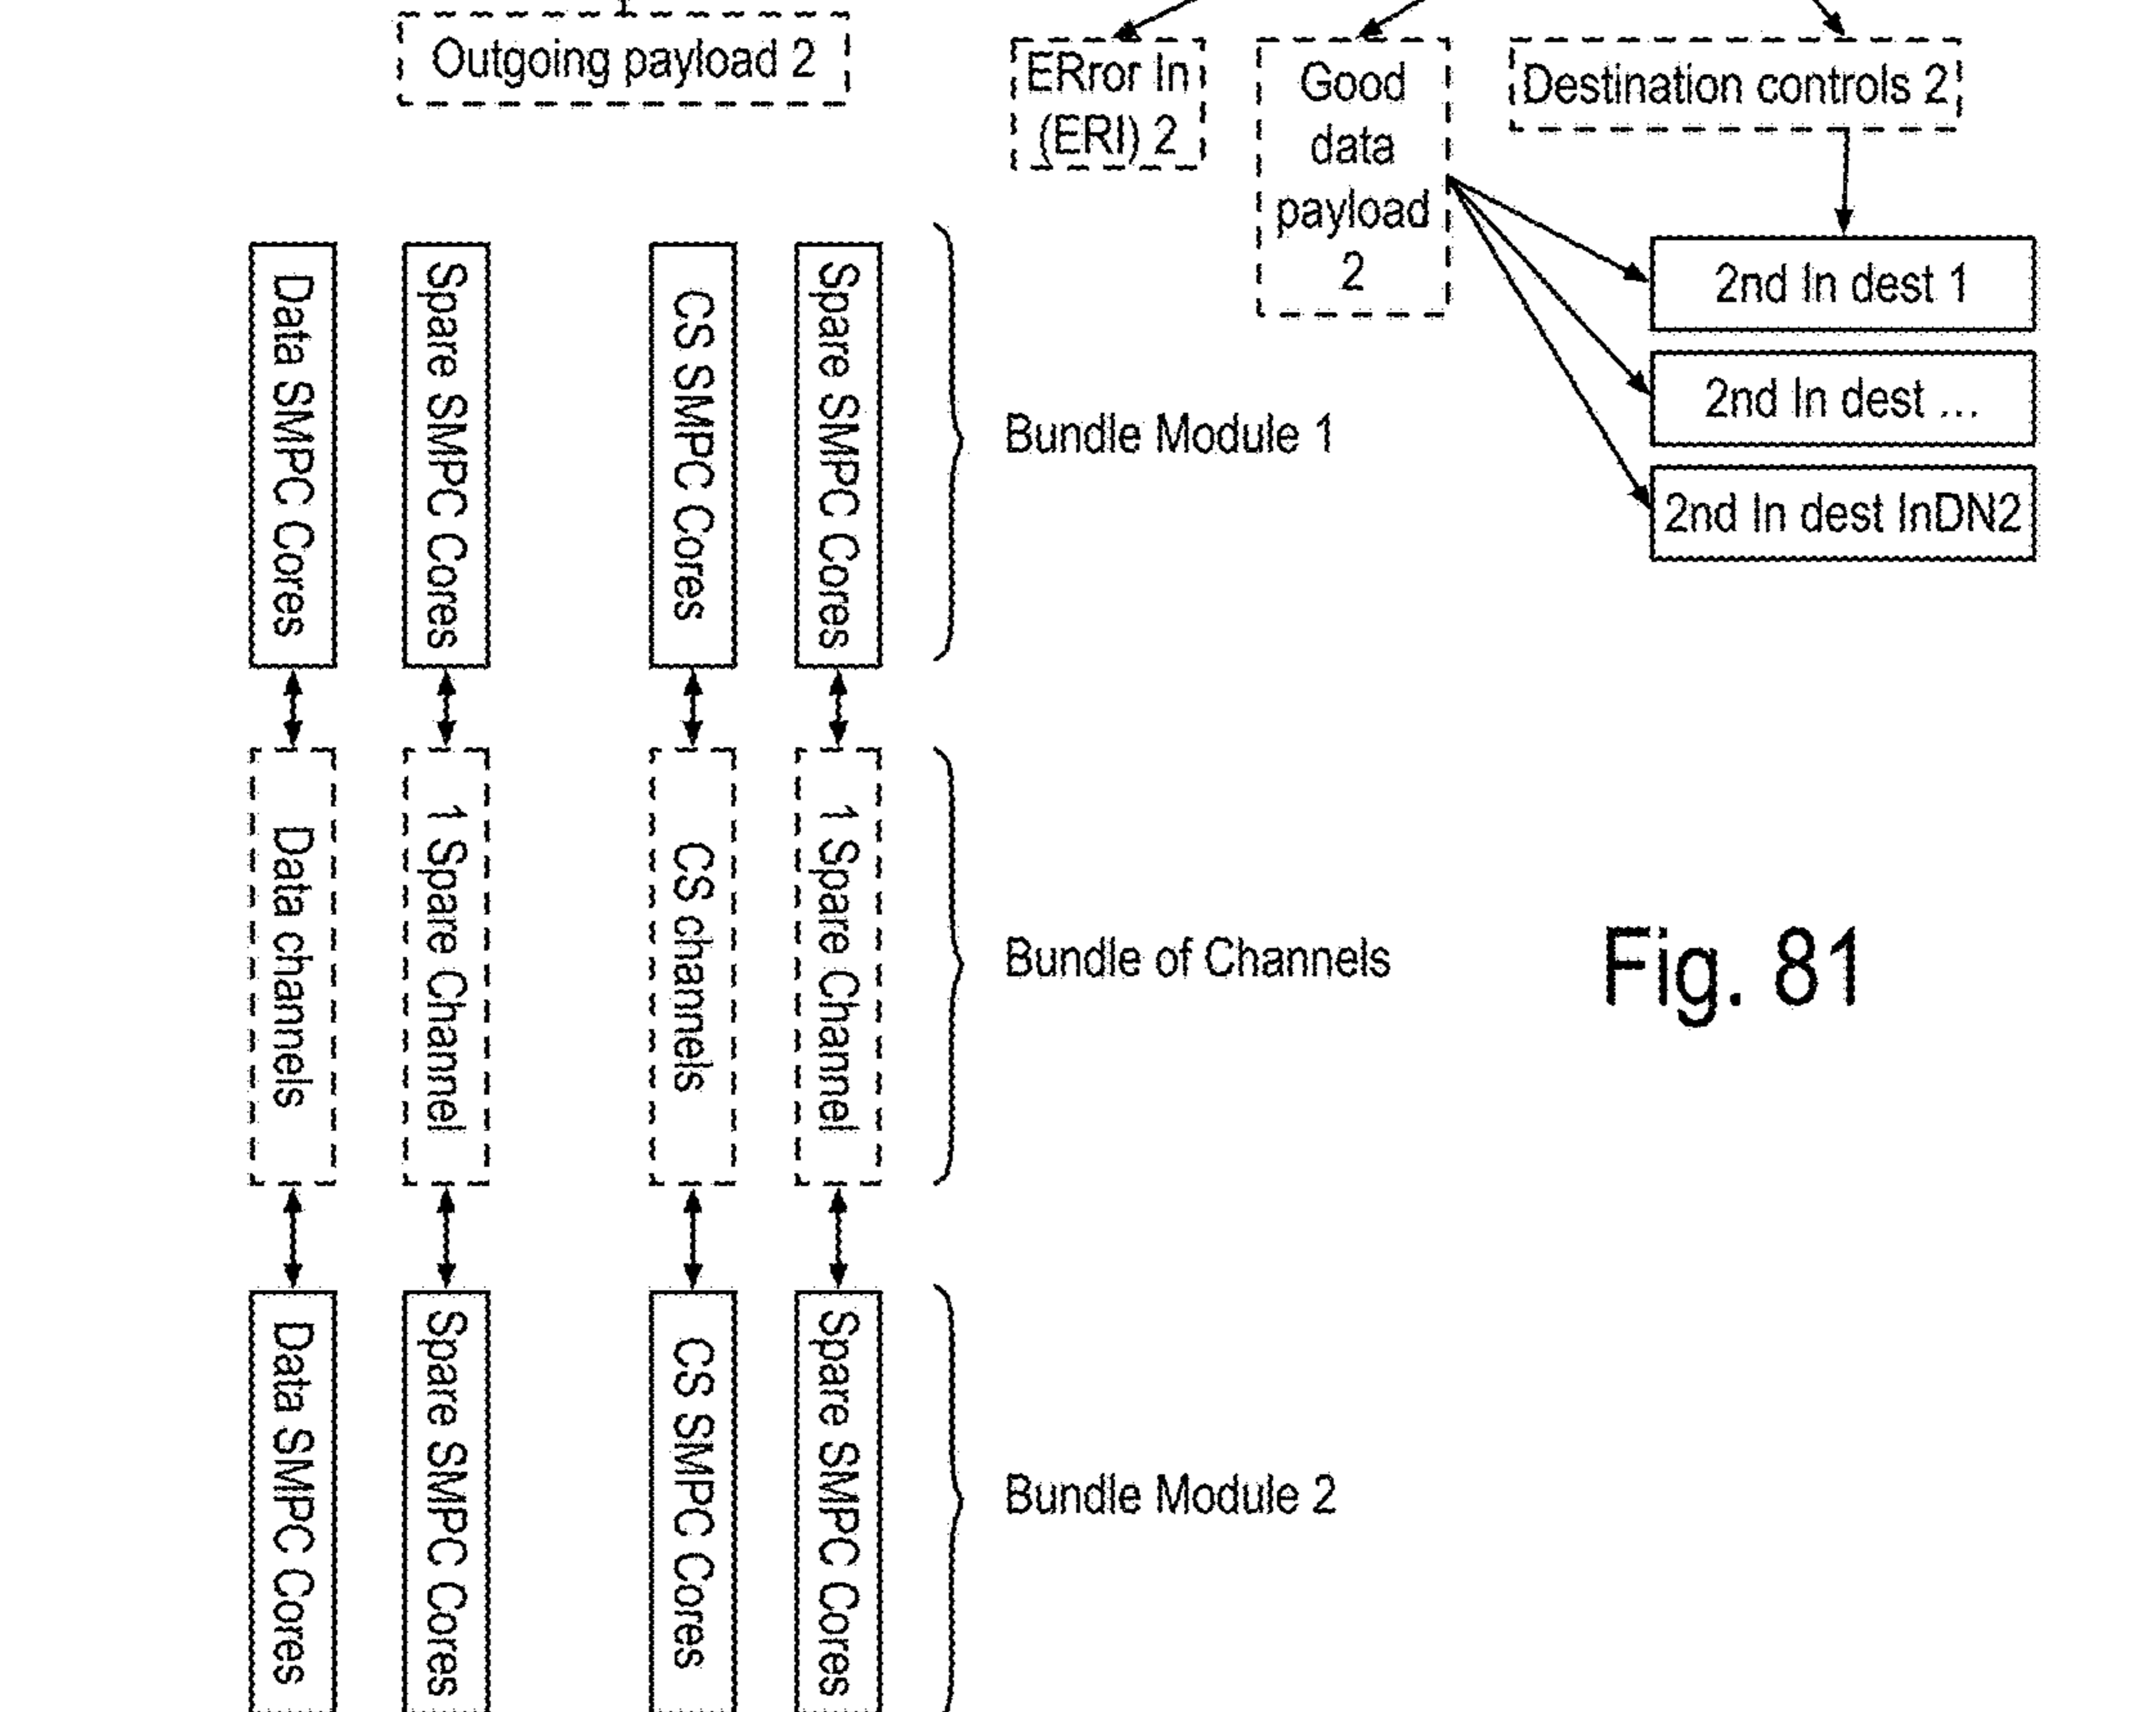 Outgoing payload 2
ERror In
(ERI) 2
Good
data
payload
2
Destination controls 2
2nd In dest 1
2nd In dest ...
2nd In dest InDN2
Data SMPC Cores
Spare SMPC Cores
CS SMPC Cores
Spare SMPC Cores
Bundle Module 1
Data channels
1 Spare Channel
CS channels
1 Spare Channel
Bundle of Channels
Fig. 81
Data SMPC Cores
Spare SMPC Cores
CS SMPC Cores
Spare SMPC Cores
Bundle Module 2